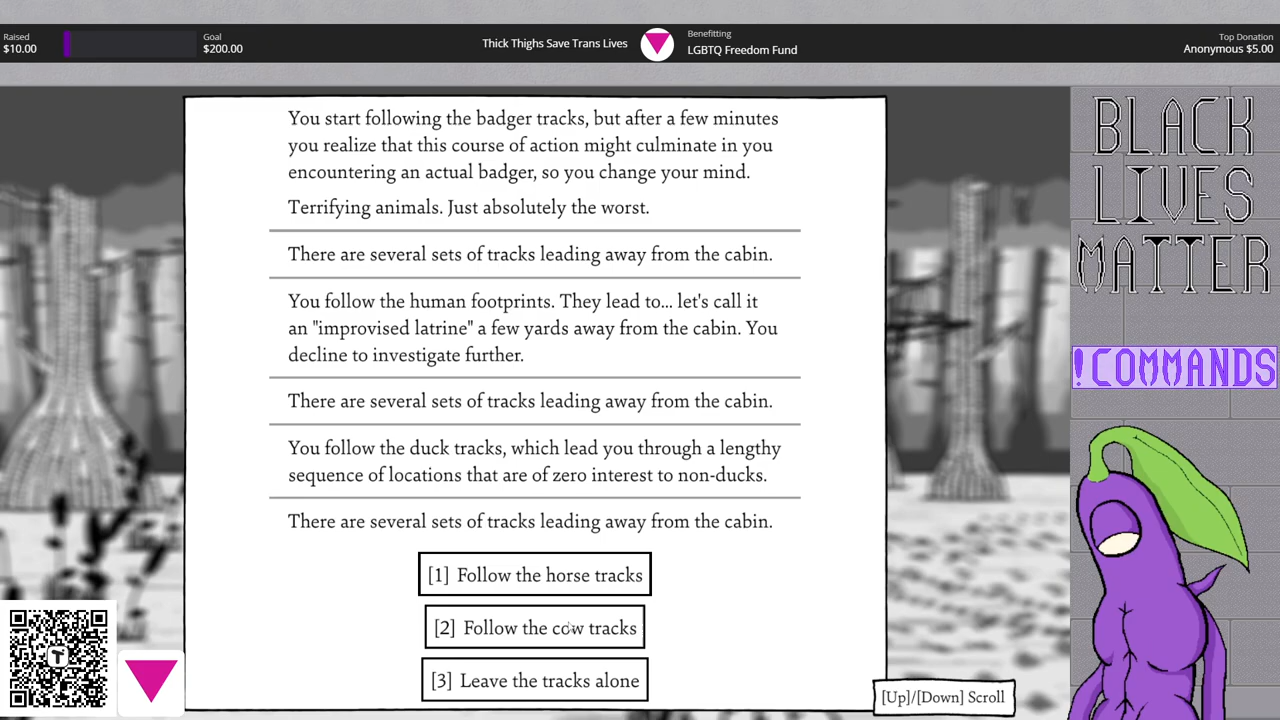 Raised
$10.00
Goal
$200.00
Thick Thighs Save Trans Lives
Benefitting
LGBTQ Freedom Fund
Top Donation
Anonymous $5.00
You start following the badger tracks, but after a few minutes
you realize that this course of action might culminate in you
encountering an actual badger, so you change your mind.
Terrifying animals. Just absolutely the worst.
There are several sets of tracks leading away from the cabin.
You follow the human footprints. They lead to... let's call it
an "improvised latrine" a few yards away from the cabin. You
decline to investigate further.
There are several sets of tracks leading away from the cabin.
You follow the duck tracks, which lead you through a lengthy
sequence of locations that are of zero interest to non-ducks.
There are several sets of tracks leading away from the cabin.
[1] Follow the horse tracks
[2] Follow the cow tracks
[3] Leave the tracks alone
[Up]/[Down] Scroll
BLACK
LIVES
MATTER
!COMMANDS
T